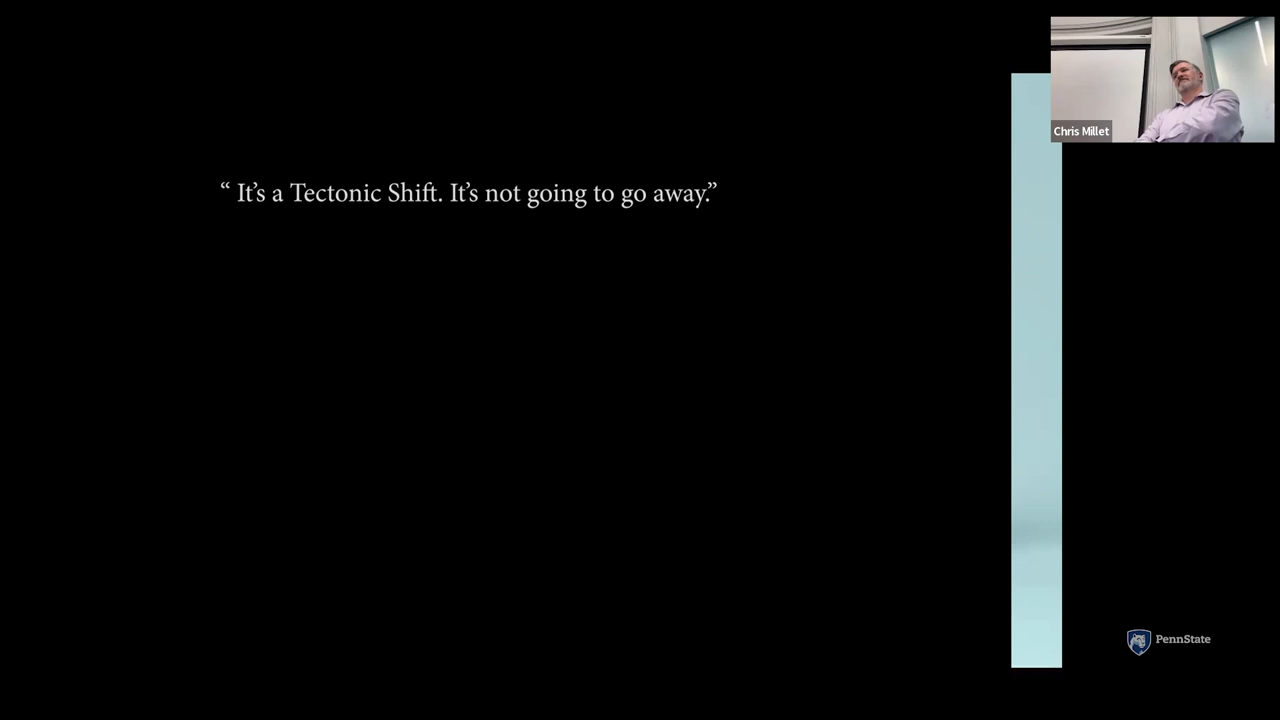 Chris Millet
“ It’s a Tectonic Shift. It’s not going to go away.”
PennState